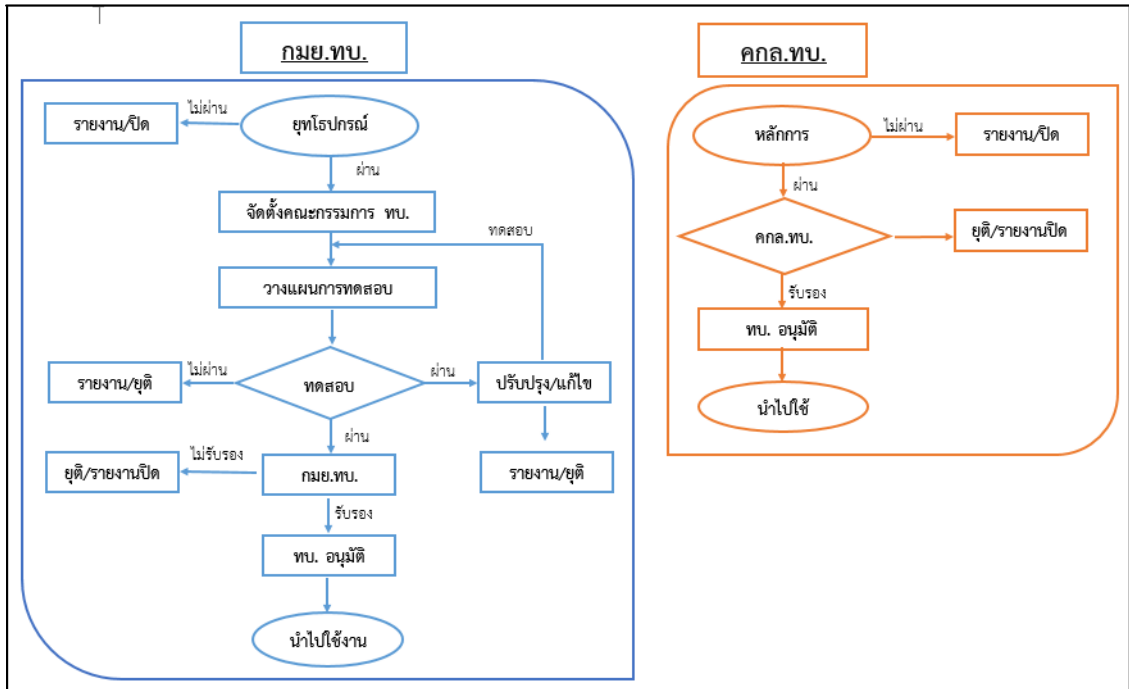 กมย.ทบ.
ไม่ผ่าน
รายงาน/ปิด
ยุทโธปกรณ์
ผ่าน
จัดตั้งคณะกรรมการ ทบ.
ทดสอบ
วางแผนการทดสอบ
ไม่ผ่าน
รายงาน/ยุติ
ทดสอบ
ผ่าน
ปรับปรุง/แก้ไข
ผ่าน
ไม่รับรอง
ยุติ/รายงานปิด
กมย.ทบ.
รายงาน/ยุติ
รับรอง
ทบ. อนุมัติ
นำไปใช้งาน
คกล.ทบ.
หลักการ
ไม่ผ่าน
รายงาน/ปิด
ผ่าน
คกล.ทบ.
ยุติ/รายงานปิด
รับรอง
ทบ. อนุมัติ
นำไปใช้